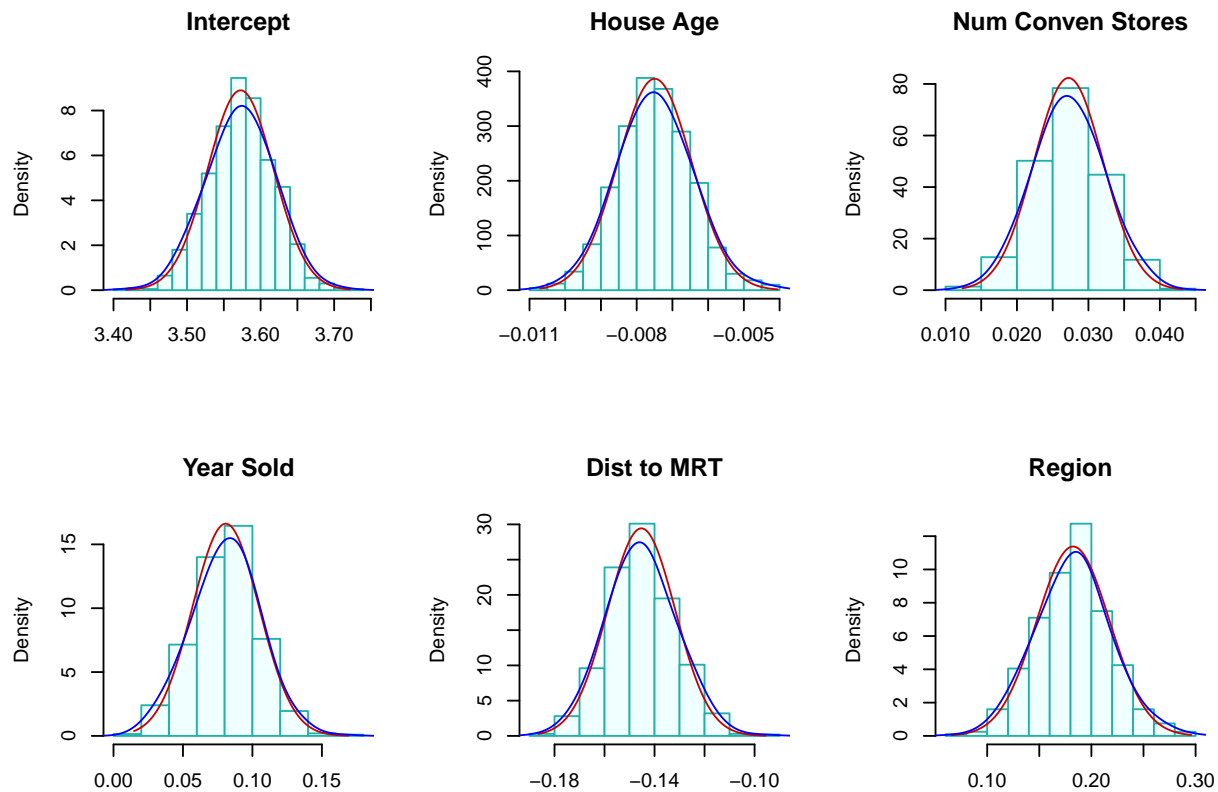 Intercept
Density
0 2 4 6 8
3.40 3.50 3.60 3.70
House Age
Density
0 100 200 300 400
−0.011 −0.008 −0.005
Num Conven Stores
Density
0 20 40 60 80
0.010 0.020 0.030 0.040
Year Sold
Density
0 5 10 15
0.00 0.05 0.10 0.15
Dist to MRT
Density
0 5 10 20 30
−0.18 −0.14 −0.10
Region
Density
0 2 4 6 8 10
0.10 0.20 0.30